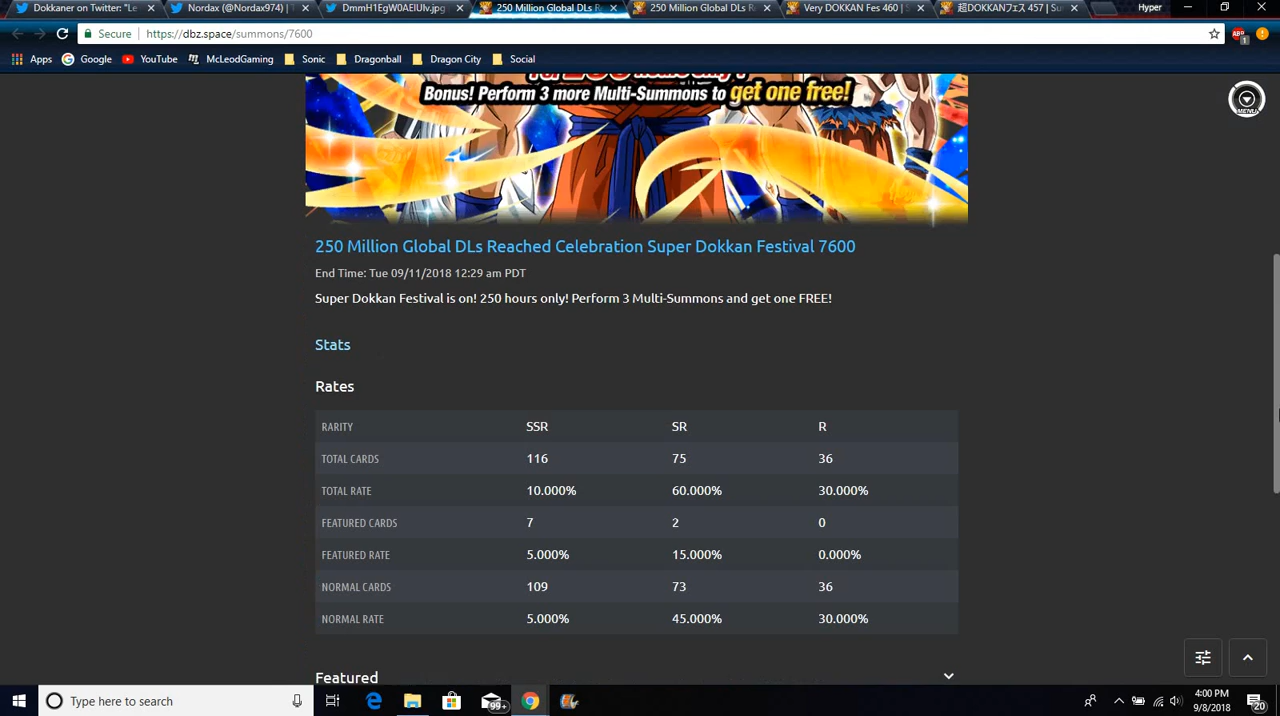 Dokkaner on Twitter: "Le
Nordax (@Nordax974) |
DmmH1EgW0AEIUIv.jpg
250 Million Global DLs R
250 Million Global DLs R
Very DOKKAN Fes 460 | S
超DOKKANフェス 457 | Su
Hyper
Secure
https://dbz.space/summons/7600
ABP
1
Apps
Google
YouTube
McLeodGaming
Sonic
Dragonball
Dragon City
Social
Bonus! Perform 3 more Multi-Summons to get one free!
MENU
250 Million Global DLs Reached Celebration Super Dokkan Festival 7600
End Time: Tue 09/11/2018 12:29 am PDT
Super Dokkan Festival is on! 250 hours only! Perform 3 Multi-Summons and get one FREE!
Stats
Rates
RARITY SSR SR R
TOTAL CARDS 116 75 36
TOTAL RATE 10.000% 60.000% 30.000%
FEATURED CARDS 7 2 0
FEATURED RATE 5.000% 15.000% 0.000%
NORMAL CARDS 109 73 36
NORMAL RATE 5.000% 45.000% 30.000%
Featured
Type here to search
99+
4:00 PM
9/8/2018
20